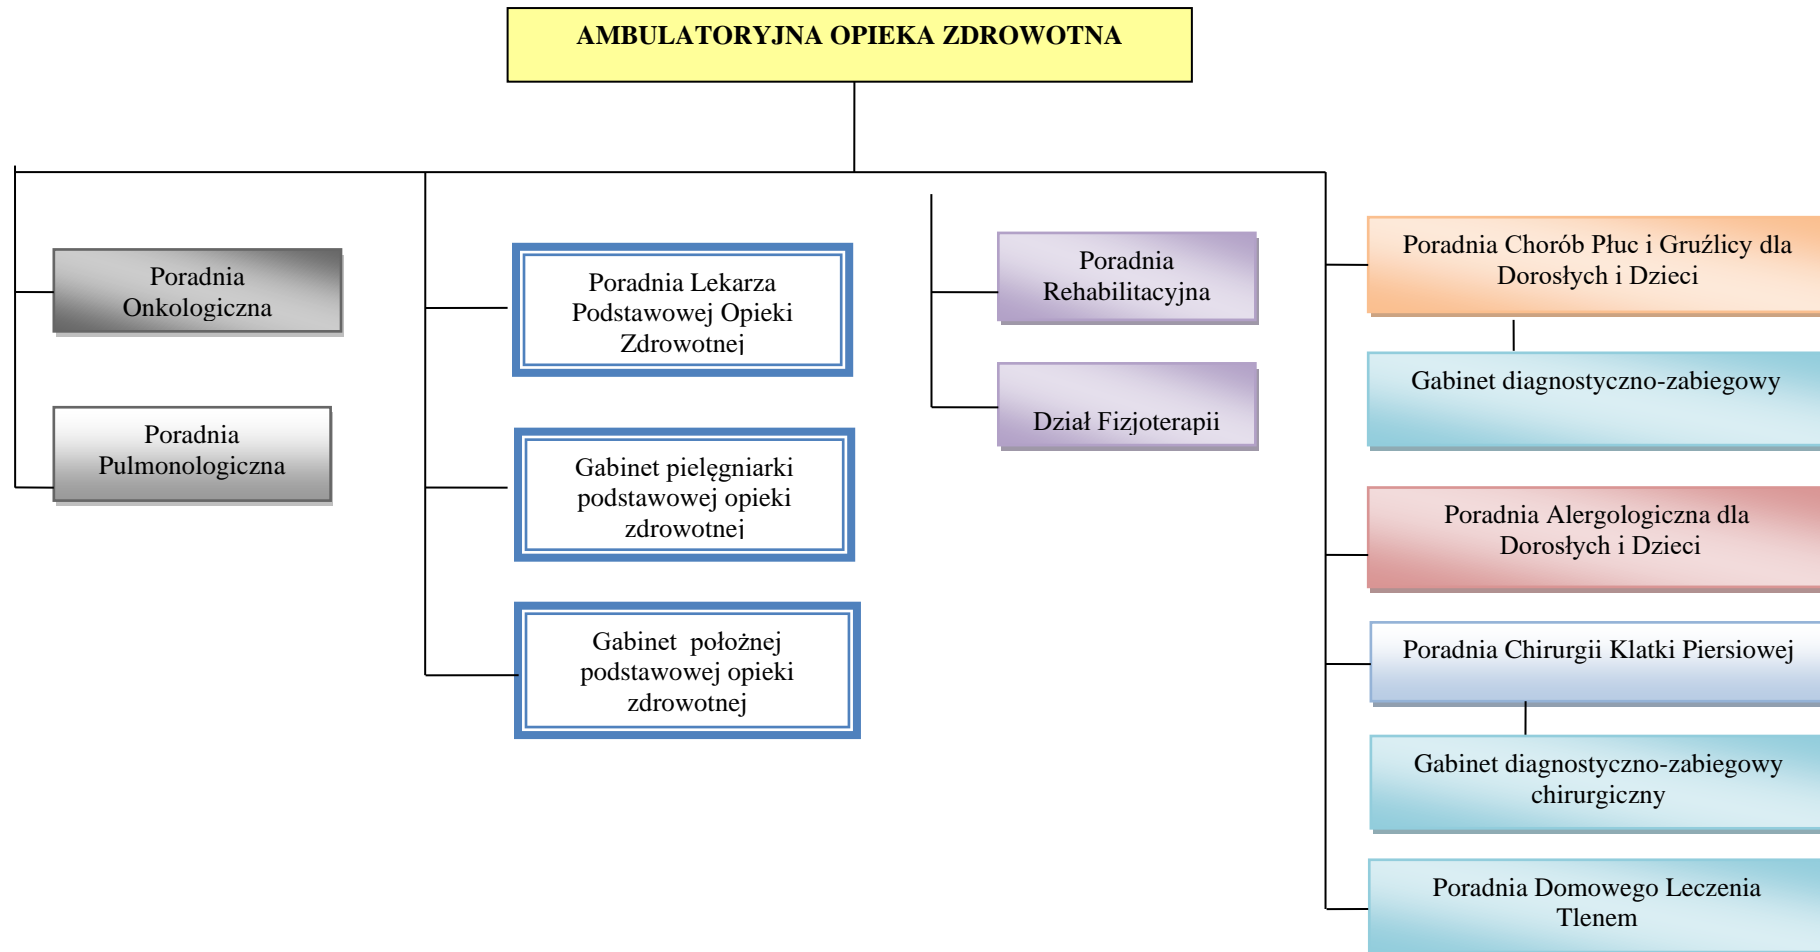 AMBULATORYJNA OPIEKA ZDROWOTNA
Poradnia
Onkologiczna
Poradnia
Pulmonologiczna
Poradnia Lekarza
Podstawowej Opieki
Zdrowotnej
Gabinet pielęgniarki
podstawowej opieki
zdrowotnej
Gabinet  położnej
podstawowej opieki
zdrowotnej
Poradnia
Rehabilitacyjna
Dział Fizjoterapii
Poradnia Chorób Płuc i Gruźlicy dla
Dorosłych i Dzieci
Gabinet diagnostyczno-zabiegowy
Poradnia Alergologiczna dla
Dorosłych i Dzieci
Poradnia Chirurgii Klatki Piersiowej
Gabinet diagnostyczno-zabiegowy
chirurgiczny
Poradnia Domowego Leczenia
Tlenem